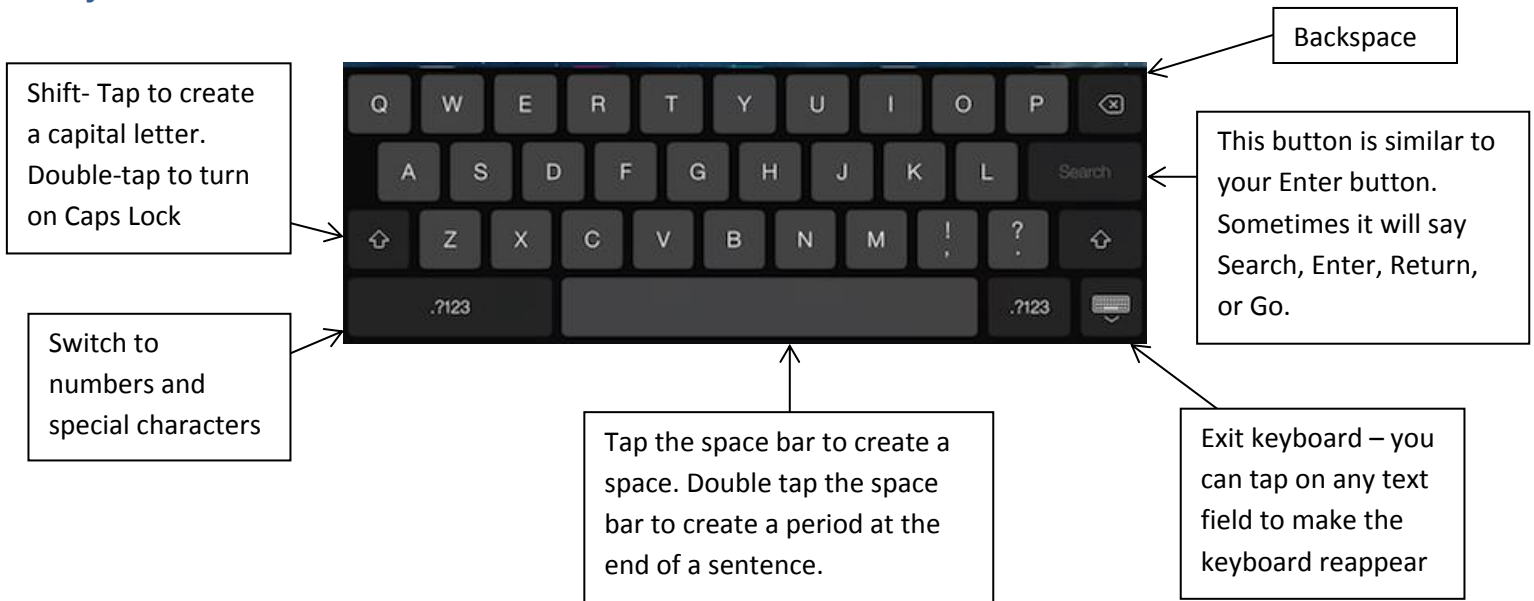 Backspace
Shift- Tap to create
a capital letter.
Double-tap to turn
on Caps Lock
Q W E R T Y U I O P
A S D F G H J K L Search
Z X C V B N M ! , ? .
.?123 .?123
This button is similar to
your Enter button.
Sometimes it will say
Search, Enter, Return,
or Go.
Switch to
numbers and
special characters
Tap the space bar to create a
space. Double tap the space
bar to create a period at the
end of a sentence.
Exit keyboard – you
can tap on any text
field to make the
keyboard reappear